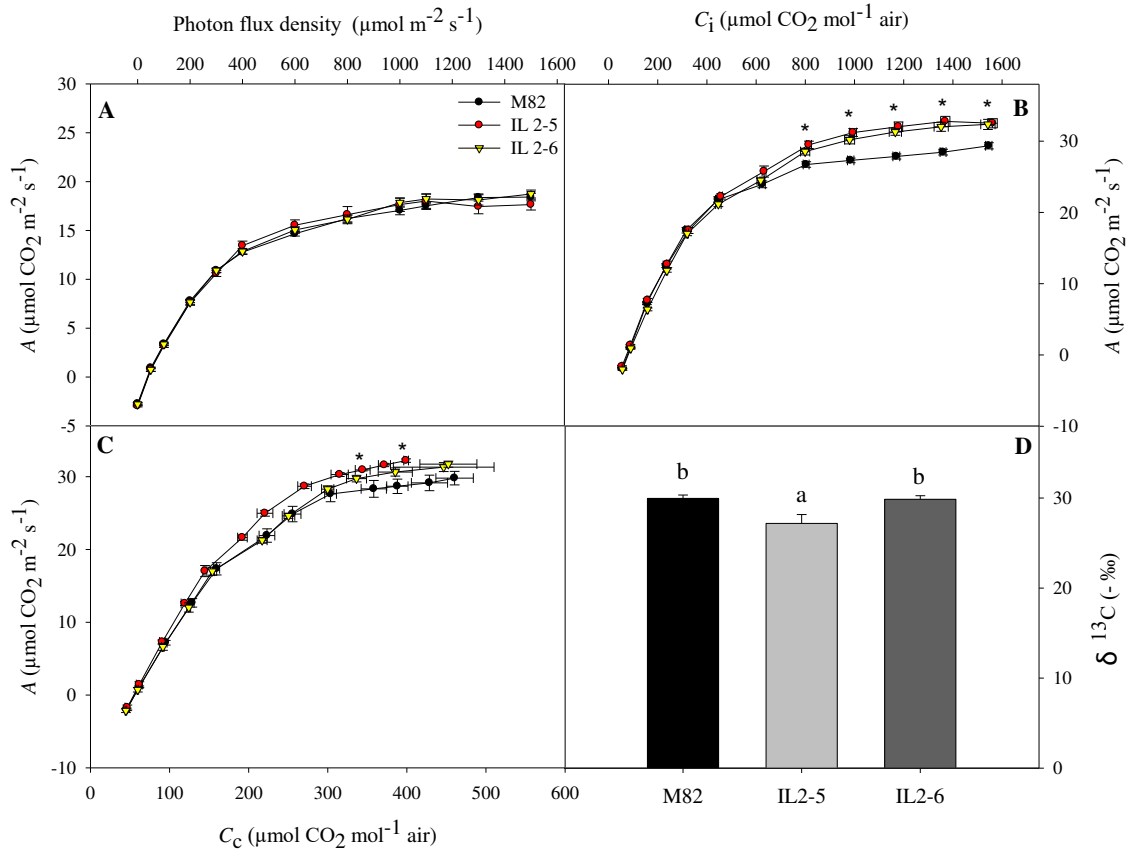 Photon flux density (µmol m-2 s-1)
0 200 400 600 800 1000 1200 1400 1600
Ci (µmol CO2 mol-1 air)
0 200 400 600 800 1000 1200 1400 1600
A
30
25
20
15
10
5
0
-5
A (µmol CO2 m-2 s-1)
M82
IL 2-5
IL 2-6
B
* * * * *
30
20
10
0
-10
A (µmol CO2 m-2 s-1)
C
* *
30
20
10
0
-10
A (µmol CO2 m-2 s-1)
0 100 200 300 400 500 600
Cc (µmol CO2 mol-1 air)
D
b a b
30
20
10
0
δ 13C (- ‰)
M82 IL2-5 IL2-6